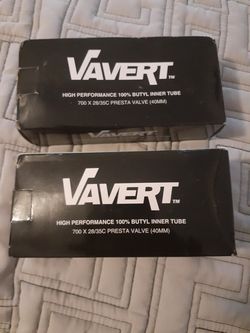 VAVERT™
HIGH PERFORMANCE 100% BUTYL INNER TUBE
700 X 28/35C PRESTA VALVE (40MM)
VAVERT™
HIGH PERFORMANCE 100% BUTYL INNER TUBE
700 X 28/35C PRESTA VALVE (40MM)